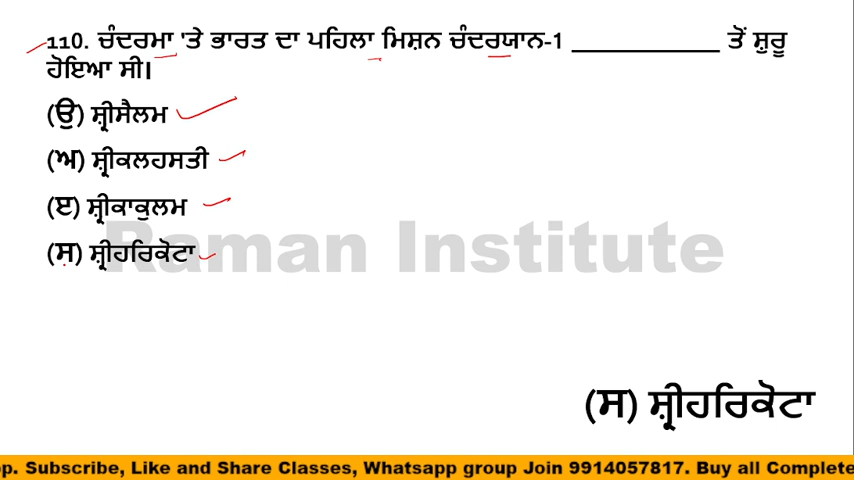 110. ਚੰਦਰਮਾ 'ਤੇ ਭਾਰਤ ਦਾ ਪਹਿਲਾ ਮਿਸ਼ਨ ਚੰਦਰਯਾਨ-1 ____________ ਤੋਂ ਸ਼ੁਰੂ
ਹੋਇਆ ਸੀ।
(ਉ) ਸ਼੍ਰੀਸੈਲਮ
(ਅ) ਸ਼੍ਰੀਕਲਹਸਤੀ
(ੲ) ਸ਼੍ਰੀਕਾਕੁਲਮ
(ਸ) ਸ਼੍ਰੀਹਰਿਕੋਟਾ
Raman Institute
(ਸ) ਸ਼੍ਰੀਹਰਿਕੋਟਾ
p. Subscribe, Like and Share Classes, Whatsapp group Join 9914057817. Buy all Complete